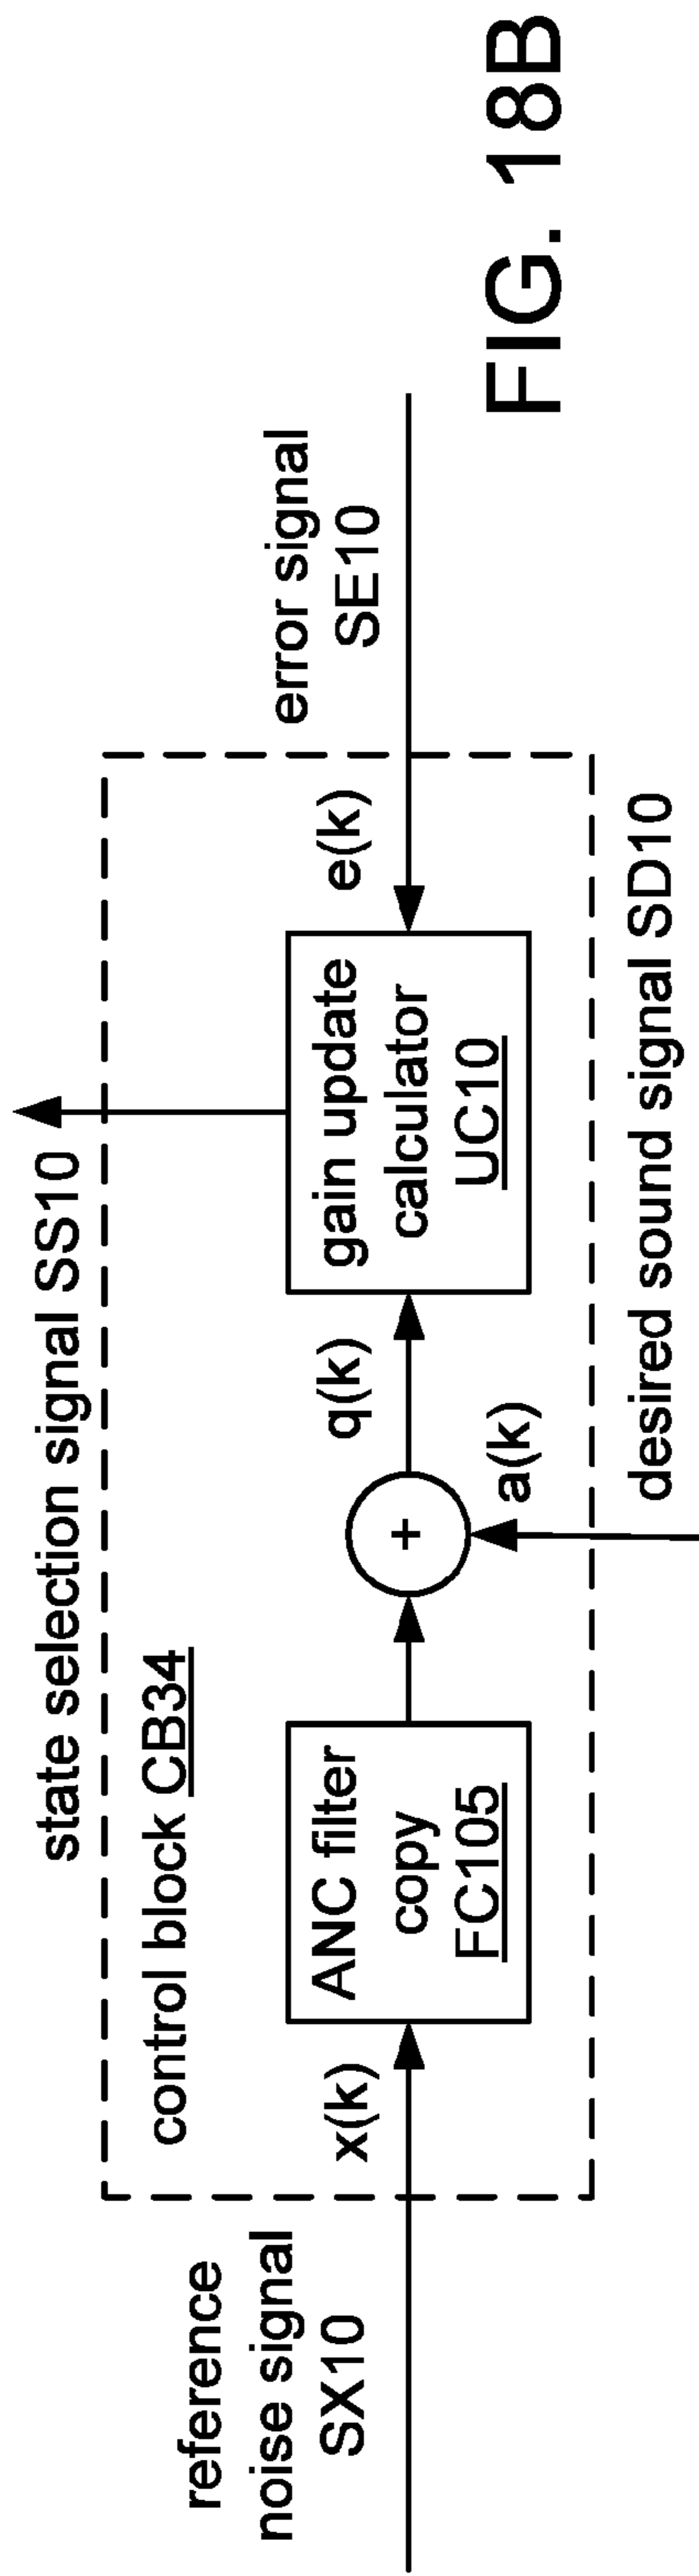 state selection signal SS10
control block CB34
reference
noise signal
SX10
x(k)
ANC filter
copy
FC105
+
q(k)
a(k)
gain update
calculator
UC10
e(k)
error signal
SE10
desired sound signal SD10
FIG. 18B